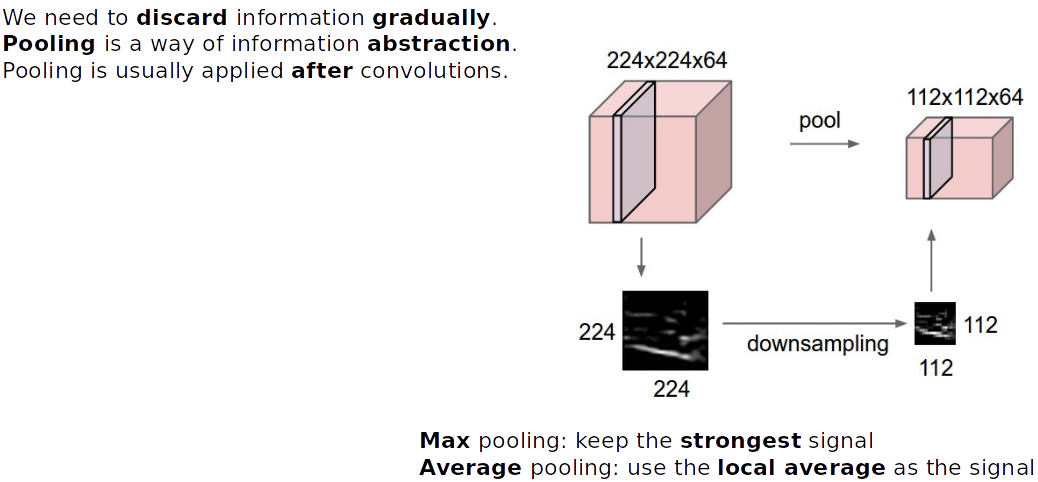 We need to discard information gradually.
Pooling is a way of information abstraction.
Pooling is usually applied after convolutions.
224x224x64
112x112x64
pool
224
224
downsampling
112
112
Max pooling: keep the strongest signal
Average pooling: use the local average as the signal